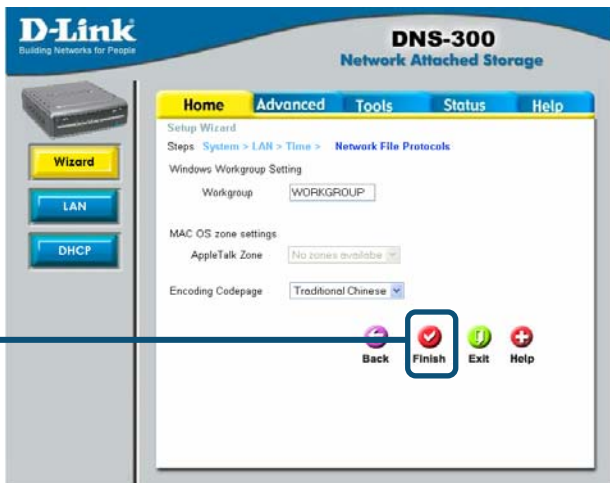 D-Link
Building Networks for People
DNS-300
Network Attached Storage
Home Advanced Tools Status Help
Wizard
LAN
DHCP
Setup Wizard
Steps System > LAN > Time > Network File Protocols
Windows Workgroup Setting
Workgroup WORKGROUP
MAC OS zone settings
AppleTalk Zone No zones availabe
Encoding Codepage Traditional Chinese
Back Finish Exit Help